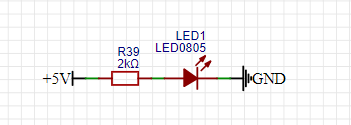 LED1
R39
LED0805
2kΩ
+5V
GND